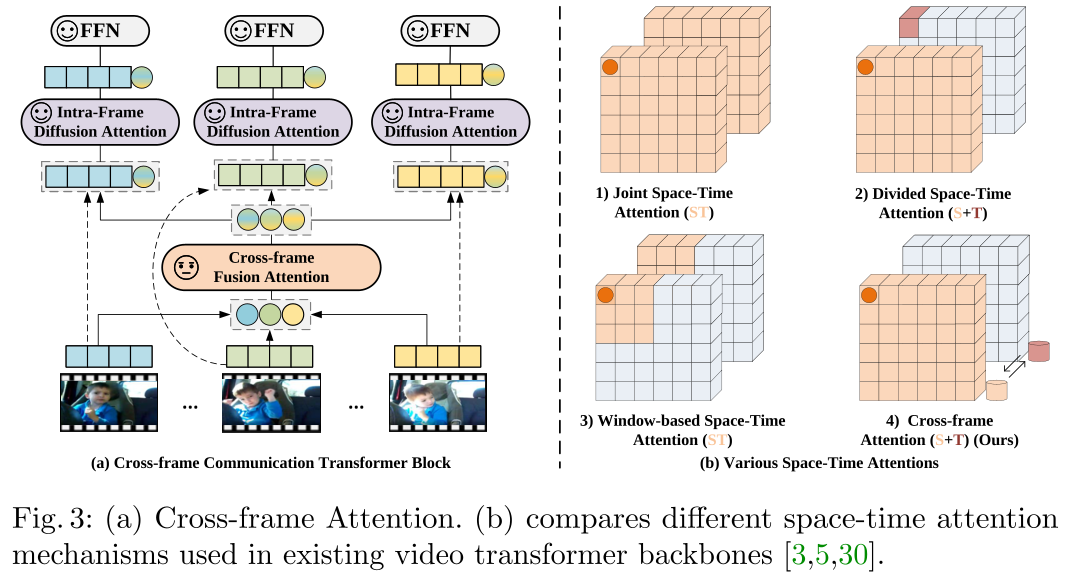 FFN
FFN
FFN
Intra-Frame
Diffusion Attention
Intra-Frame
Diffusion Attention
Intra-Frame
Diffusion Attention
Cross-frame
Fusion Attention
...
...
(a) Cross-frame Communication Transformer Block
1) Joint Space-Time
Attention (ST)
2) Divided Space-Time
Attention (S+T)
3) Window-based Space-Time
Attention (ST)
4) Cross-frame
Attention (S+T) (Ours)
(b) Various Space-Time Attentions
Fig. 3: (a) Cross-frame Attention. (b) compares different space-time attention
mechanisms used in existing video transformer backbones [3,5,30].